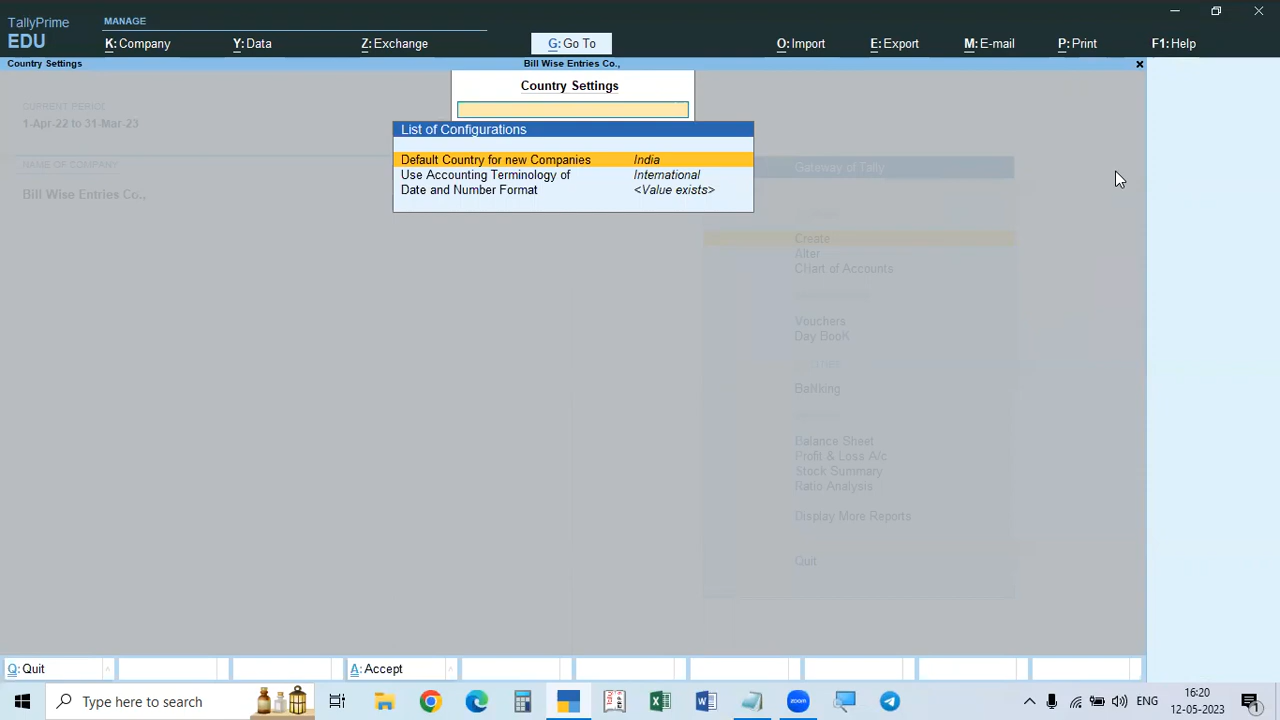 TallyPrime
EDU
MANAGE
K: Company
Y: Data
Z: Exchange
G: Go To
O: Import
E: Export
M: E-mail
P: Print
F1: Help
Country Settings
Bill Wise Entries Co.,
CURRENT PERIOD
1-Apr-22 to 31-Mar-23
NAME OF COMPANY
Bill Wise Entries Co.,
Country Settings
List of Configurations
Default Country for new Companies India
Use Accounting Terminology of International
Date and Number Format <Value exists>
Gateway of Tally
Create
Alter
CHart of Accounts
Vouchers
Day BooK
BaNking
Balance Sheet
Profit & Loss A/c
Stock Summary
Ratio Analysis
Display More Reports
Quit
Q: Quit
A: Accept
Type here to search
zoom
ENG
16:20
12-05-2023
1